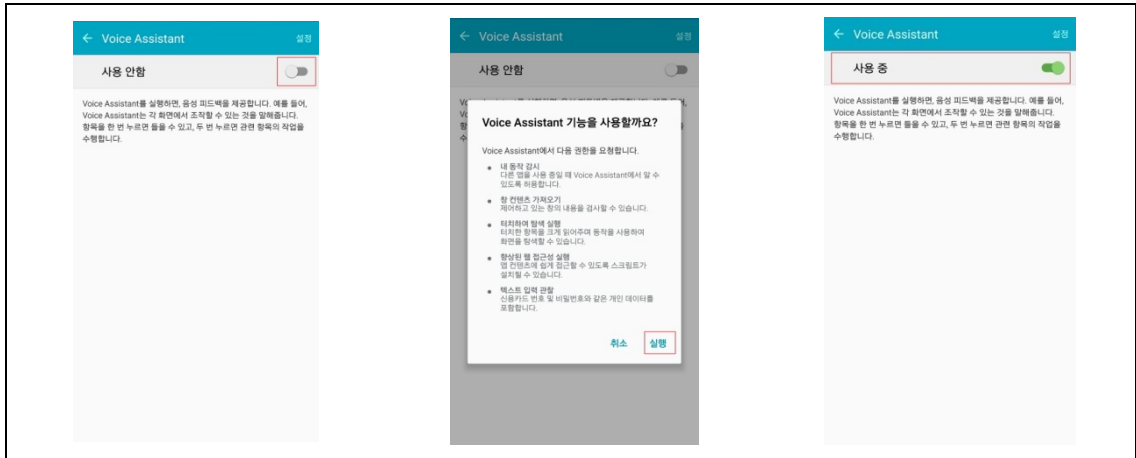 ← Voice Assistant 설정
사용 안함
Voice Assistant를 실행하면, 음성 피드백을 제공합니다. 예를 들어,
Voice Assistant는 각 화면에서 조작할 수 있는 것을 말해줍니다.
항목을 한 번 누르면 들을 수 있고, 두 번 누르면 관련 항목의 작업을
수행합니다.
← Voice Assistant 설정
사용 안함
Voice Assistant 기능을 사용할까요?
Voice Assistant에서 다음 권한을 요청합니다.
• 내 동작 감시
다른 앱을 사용 중일 때 Voice Assistant에서 알 수
있도록 허용합니다.
• 창 컨텐츠 가져오기
제어하고 있는 창의 내용을 검사할 수 있습니다.
• 터치하여 탐색 실행
터치한 항목을 크게 읽어주며 동작을 사용하여
화면을 탐색할 수 있습니다.
• 향상된 웹 접근성 실행
앱 컨텐츠에 쉽게 접근할 수 있도록 스크립트가
설치될 수 있습니다.
• 텍스트 입력 관찰
신용카드 번호 및 비밀번호와 같은 개인 데이터를
포함합니다.
취소 실행
← Voice Assistant 설정
사용 중
Voice Assistant를 실행하면, 음성 피드백을 제공합니다. 예를 들어,
Voice Assistant는 각 화면에서 조작할 수 있는 것을 말해줍니다.
항목을 한 번 누르면 들을 수 있고, 두 번 누르면 관련 항목의 작업을
수행합니다.